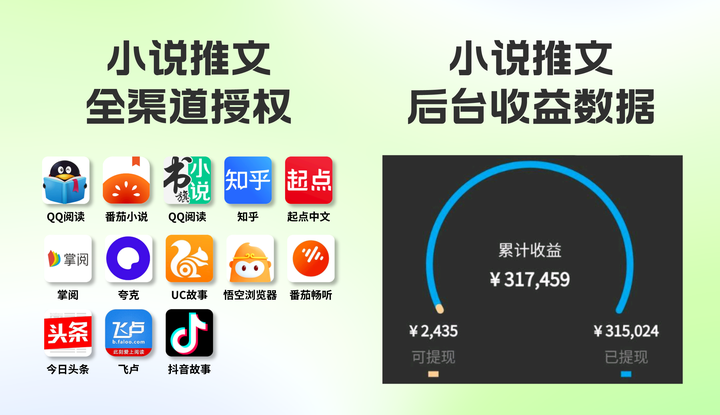 小说推文
全渠道授权
书旗
小说
知乎
起点
QQ阅读
番茄小说
QQ阅读
知乎
起点中文
掌阅
掌阅
夸克
UC故事
悟空浏览器
番茄畅听
头条
飞卢
b.faloo.com
此刻爱上阅读
今日头条
飞卢
抖音故事
小说推文
后台收益数据
累计收益
¥317,459
¥2,435
可提现
¥315,024
已提现